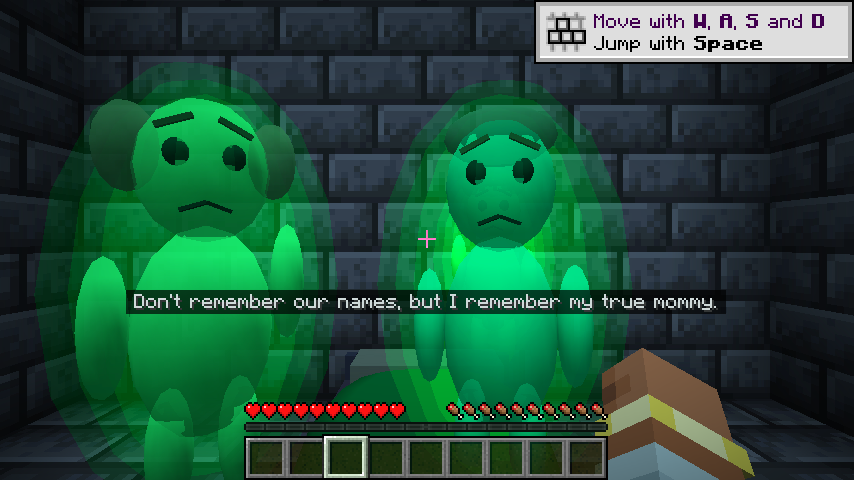 Move with W, A, S and D
Jump with Space
Don't remember our names, but I remember my true mommy.